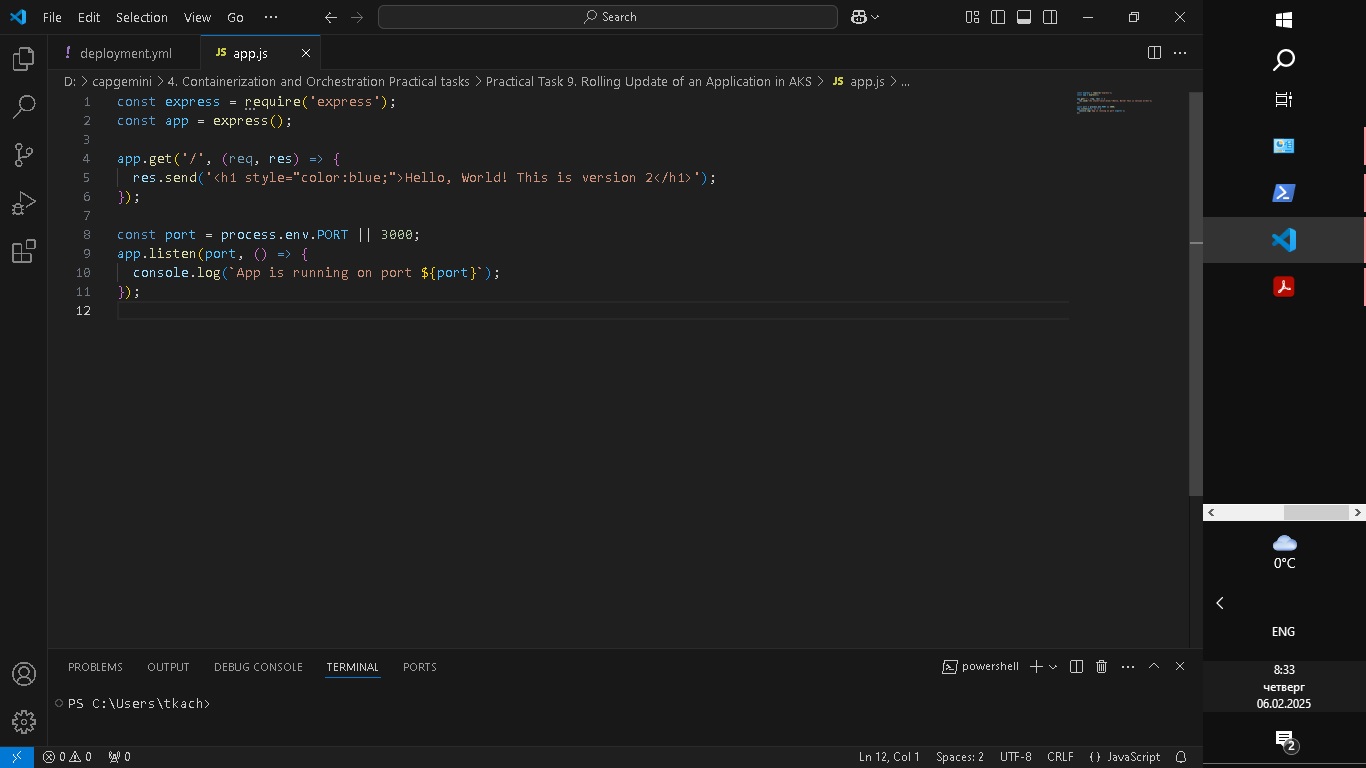 File Edit Selection View Go ··· Search
! deployment.yml JS app.js
D: > capgemini > 4. Containerization and Orchestration Practical tasks > Practical Task 9. Rolling Update of an Application in AKS > JS app.js > ...
1 const express = require('express');
2 const app = express();
3
4 app.get('/', (req, res) => {
5 res.send('<h1 style="color:blue;">Hello, World! This is version 2</h1>');
6 });
7
8 const port = process.env.PORT || 3000;
9 app.listen(port, () => {
10 console.log(`App is running on port ${port}`);
11 });
12
0°C
ENG
PROBLEMS OUTPUT DEBUG CONSOLE TERMINAL PORTS powershell
8:33
четверг
06.02.2025
PS C:\Users\tkach>
2
0 0 0 Ln 12, Col 1 Spaces: 2 UTF-8 CRLF {} JavaScript